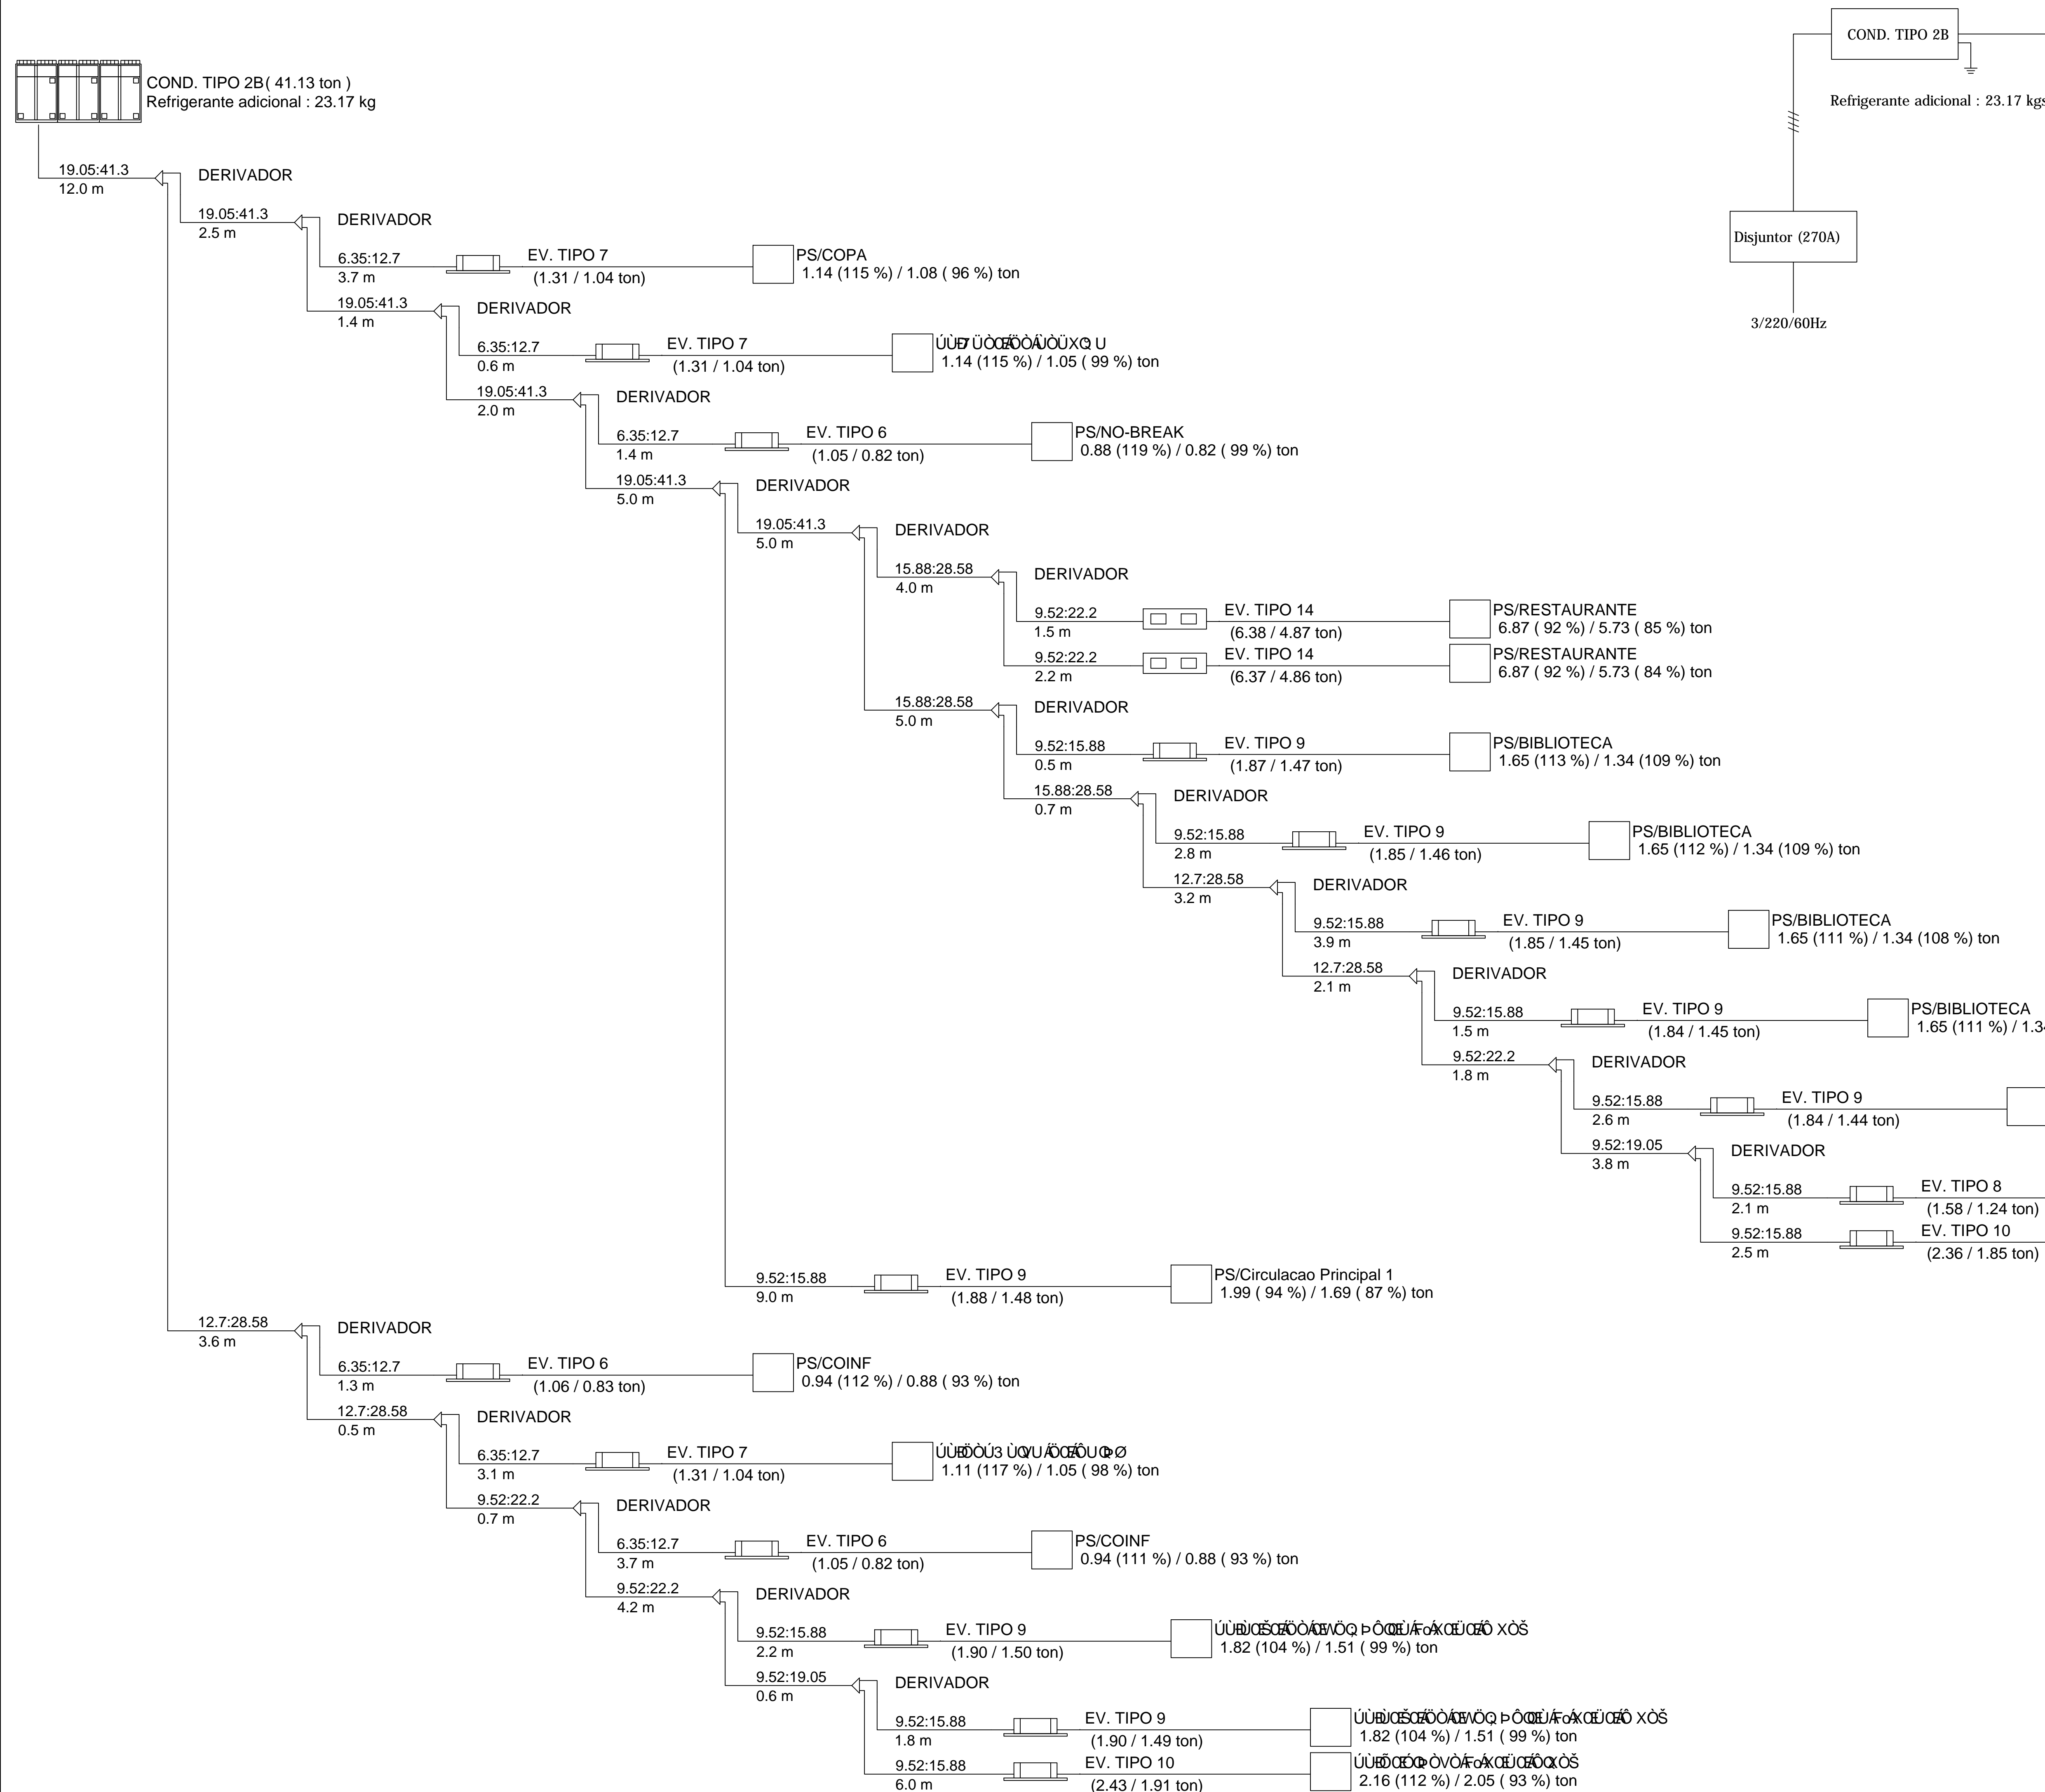 COND. TIPO 2B( 41.13 ton )
Refrigerante adicional : 23.17 kg
COND. TIPO 2B
Refrigerante adicional : 23.17 kgs
Disjuntor (270A)
3/220/60Hz
19.05:41.3
12.0 m
DERIVADOR
19.05:41.3
2.5 m
DERIVADOR
6.35:12.7
3.7 m
EV. TIPO 7
(1.31 / 1.04 ton)
PS/COPA
1.14 (115 %) / 1.08 ( 96 %) ton
19.05:41.3
1.4 m
DERIVADOR
6.35:12.7
0.6 m
EV. TIPO 7
(1.31 / 1.04 ton)
1.14 (115 %) / 1.05 ( 99 %) ton
19.05:41.3
2.0 m
DERIVADOR
6.35:12.7
1.4 m
EV. TIPO 6
(1.05 / 0.82 ton)
PS/NO-BREAK
0.88 (119 %) / 0.82 ( 99 %) ton
19.05:41.3
5.0 m
DERIVADOR
19.05:41.3
5.0 m
DERIVADOR
15.88:28.58
4.0 m
DERIVADOR
9.52:22.2
1.5 m
EV. TIPO 14
(6.38 / 4.87 ton)
PS/RESTAURANTE
6.87 ( 92 %) / 5.73 ( 85 %) ton
9.52:22.2
2.2 m
EV. TIPO 14
(6.37 / 4.86 ton)
PS/RESTAURANTE
6.87 ( 92 %) / 5.73 ( 84 %) ton
15.88:28.58
5.0 m
DERIVADOR
9.52:15.88
0.5 m
EV. TIPO 9
(1.87 / 1.47 ton)
PS/BIBLIOTECA
1.65 (113 %) / 1.34 (109 %) ton
15.88:28.58
0.7 m
DERIVADOR
9.52:15.88
2.8 m
EV. TIPO 9
(1.85 / 1.46 ton)
PS/BIBLIOTECA
1.65 (112 %) / 1.34 (109 %) ton
12.7:28.58
3.2 m
DERIVADOR
9.52:15.88
3.9 m
EV. TIPO 9
(1.85 / 1.45 ton)
PS/BIBLIOTECA
1.65 (111 %) / 1.34 (108 %) ton
12.7:28.58
2.1 m
DERIVADOR
9.52:15.88
1.5 m
EV. TIPO 9
(1.84 / 1.45 ton)
PS/BIBLIOTECA
1.65 (111 %) / 1.34
9.52:22.2
1.8 m
DERIVADOR
9.52:15.88
2.6 m
EV. TIPO 9
(1.84 / 1.44 ton)
9.52:19.05
3.8 m
DERIVADOR
9.52:15.88
2.1 m
EV. TIPO 8
(1.58 / 1.24 ton)
9.52:15.88
2.5 m
EV. TIPO 10
(2.36 / 1.85 ton)
9.52:15.88
9.0 m
EV. TIPO 9
(1.88 / 1.48 ton)
PS/Circulacao Principal 1
1.99 ( 94 %) / 1.69 ( 87 %) ton
12.7:28.58
3.6 m
DERIVADOR
6.35:12.7
1.3 m
EV. TIPO 6
(1.06 / 0.83 ton)
PS/COINF
0.94 (112 %) / 0.88 ( 93 %) ton
12.7:28.58
0.5 m
DERIVADOR
6.35:12.7
3.1 m
EV. TIPO 7
(1.31 / 1.04 ton)
1.11 (117 %) / 1.05 ( 98 %) ton
9.52:22.2
0.7 m
DERIVADOR
6.35:12.7
3.7 m
EV. TIPO 6
(1.05 / 0.82 ton)
PS/COINF
0.94 (111 %) / 0.88 ( 93 %) ton
9.52:22.2
4.2 m
DERIVADOR
9.52:15.88
2.2 m
EV. TIPO 9
(1.90 / 1.50 ton)
1.82 (104 %) / 1.51 ( 99 %) ton
9.52:19.05
0.6 m
DERIVADOR
9.52:15.88
1.8 m
EV. TIPO 9
(1.90 / 1.49 ton)
1.82 (104 %) / 1.51 ( 99 %) ton
9.52:15.88
6.0 m
EV. TIPO 10
(2.43 / 1.91 ton)
2.16 (112 %) / 2.05 ( 93 %) ton